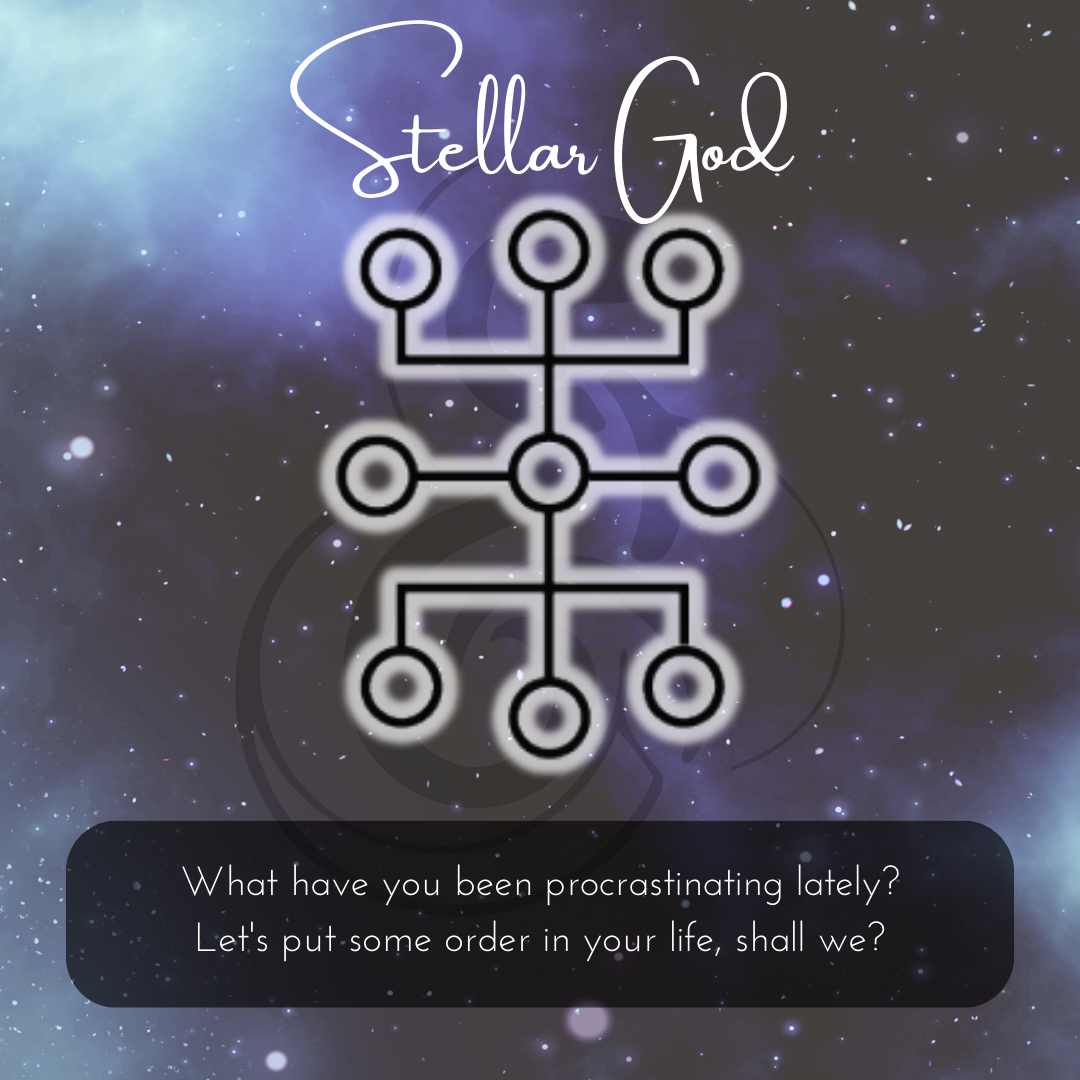 Stellar God
What have you been procrastinating lately?
Let's put some order in your life, shall we?